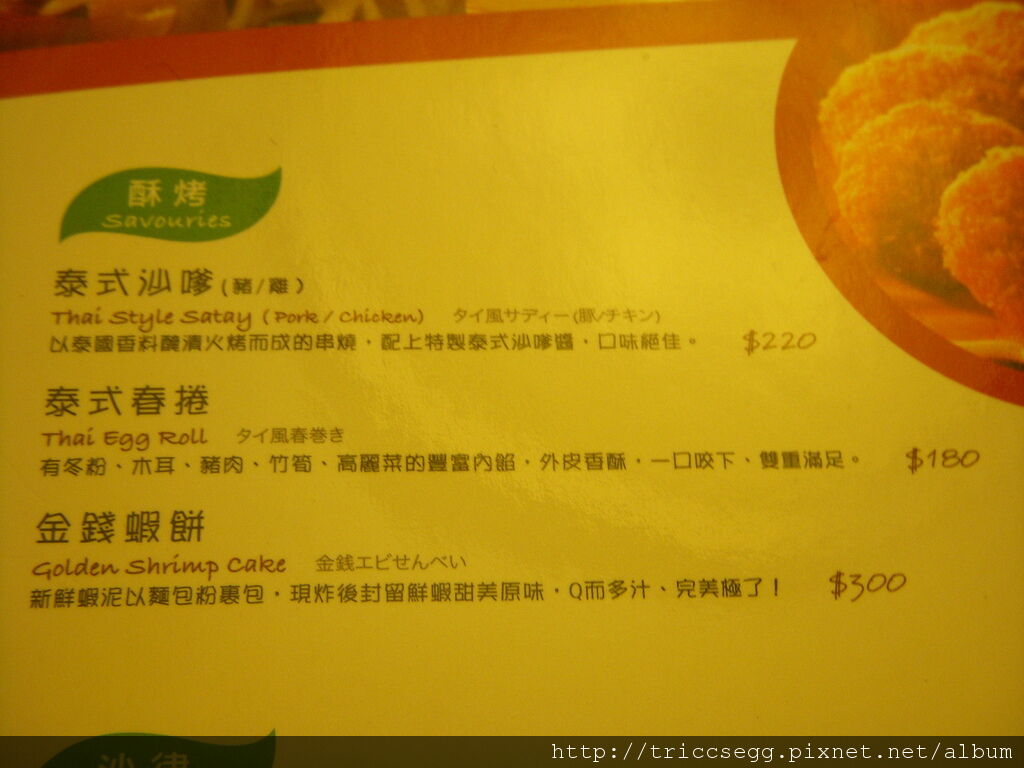 酥烤
Savouries
泰式沙嗲(豬/雞)
Thai Style Satay (Pork/Chicken) タイ風サディー(豚/チキン)
以泰國香料醃漬火烤而成的串燒,配上特製泰式沙嗲醬,口味絕佳。 $220
泰式春捲
Thai Egg Roll タイ風春巻き
有冬粉、木耳、豬肉、竹筍、高麗菜的豐富內餡,外皮香酥,一口咬下、雙重滿足。 $180
金錢蝦餅
Golden Shrimp Cake 金銭エビせんべい
新鮮蝦泥以麵包粉裹包,現炸後封留鮮蝦甜美原味,Q而多汁、完美極了! $300
沙律
http://triccsegg.pixnet.net/album